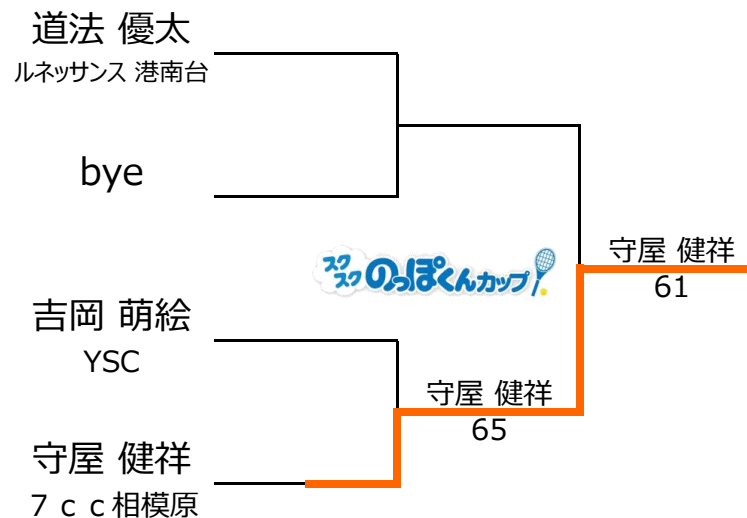 道法 優太
ルネッサンス 港南台
bye
スクスクのっぽくんカップ!
守屋 健祥
61
吉岡 萌絵
YSC
守屋 健祥
65
守屋 健祥
7ｃｃ相模原